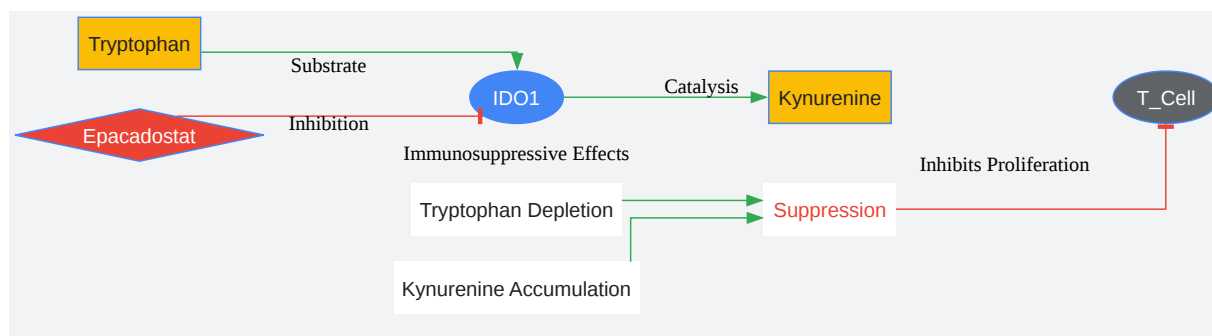 Tryptophan
Substrate
IDO1
Catalysis
Kynurenine
T_Cell
Epacadostat
Inhibition
Immunosuppressive Effects
Inhibits Proliferation
Tryptophan Depletion
Suppression
Kynurenine Accumulation